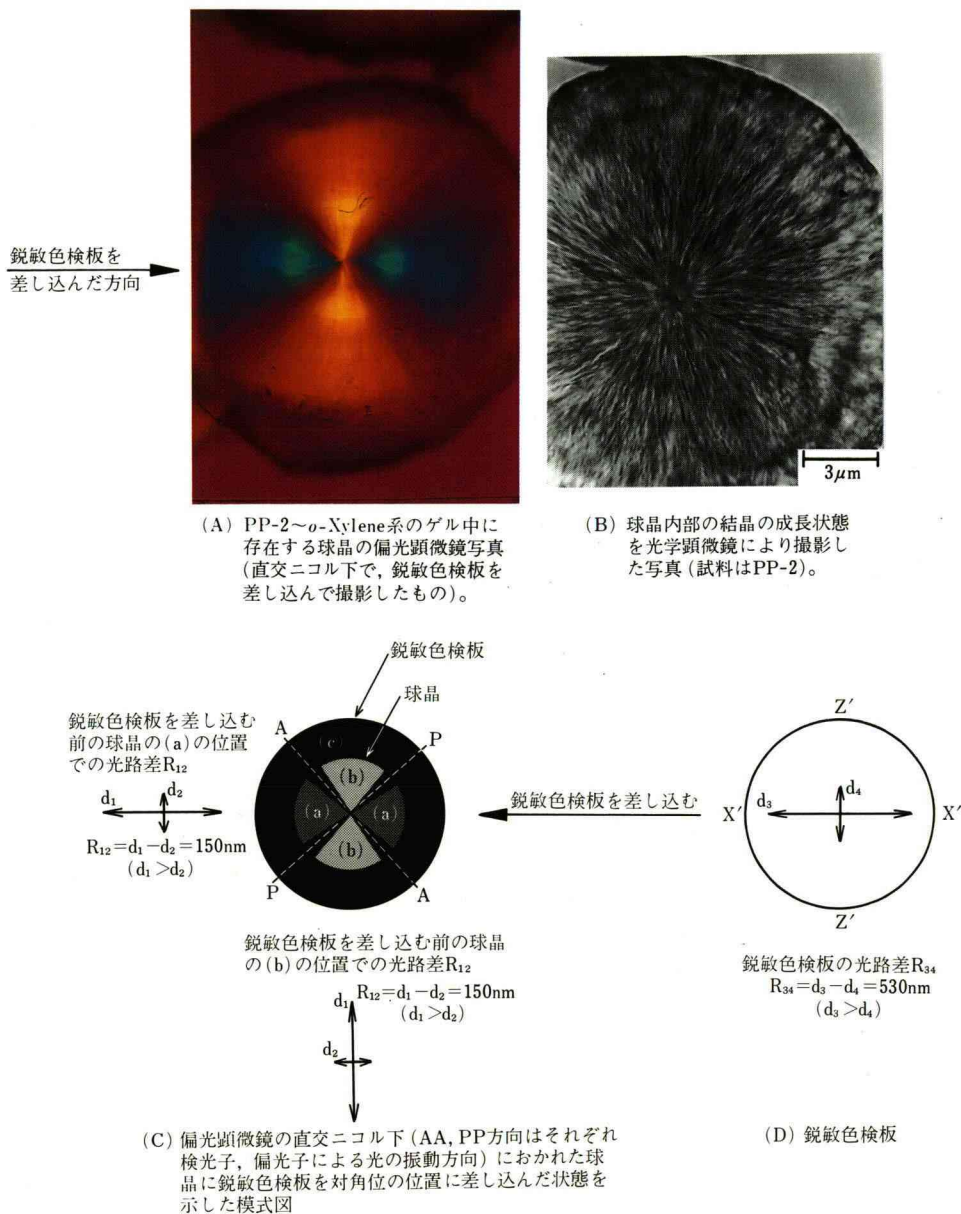 鋭敏色検板を
差し込んだ方向
3μm
(A) PP-2～o-Xylene系のゲル中に
存在する球晶の偏光顕微鏡写真
(直交ニコル下で，鋭敏色検板を
差し込んで撮影したもの)。
(B) 球晶内部の結晶の成長状態
を光学顕微鏡により撮影し
た写真 (試料はPP-2)。
鋭敏色検板
球晶
鋭敏色検板を差し込む
前の球晶の(a)の位置
での光路差R₁₂
d₁
d₂
R₁₂=d₁−d₂=150nm
(d₁>d₂)
A
P
(c)
(b)
(a)
(a)
(b)
P
A
鋭敏色検板を差し込む
Z′
d₃
d₄
X′
X′
Z′
鋭敏色検板を差し込む前の球晶
の(b)の位置での光路差R₁₂
d₁
R₁₂=d₁−d₂=150nm
(d₁>d₂)
d₂
鋭敏色検板の光路差R₃₄
R₃₄=d₃−d₄=530nm
(d₃>d₄)
(C) 偏光顕微鏡の直交ニコル下 (AA, PP方向はそれぞれ
検光子，偏光子による光の振動方向) におかれた球
晶に鋭敏色検板を対角位の位置に差し込んだ状態を
示した模式図
(D) 鋭敏色検板